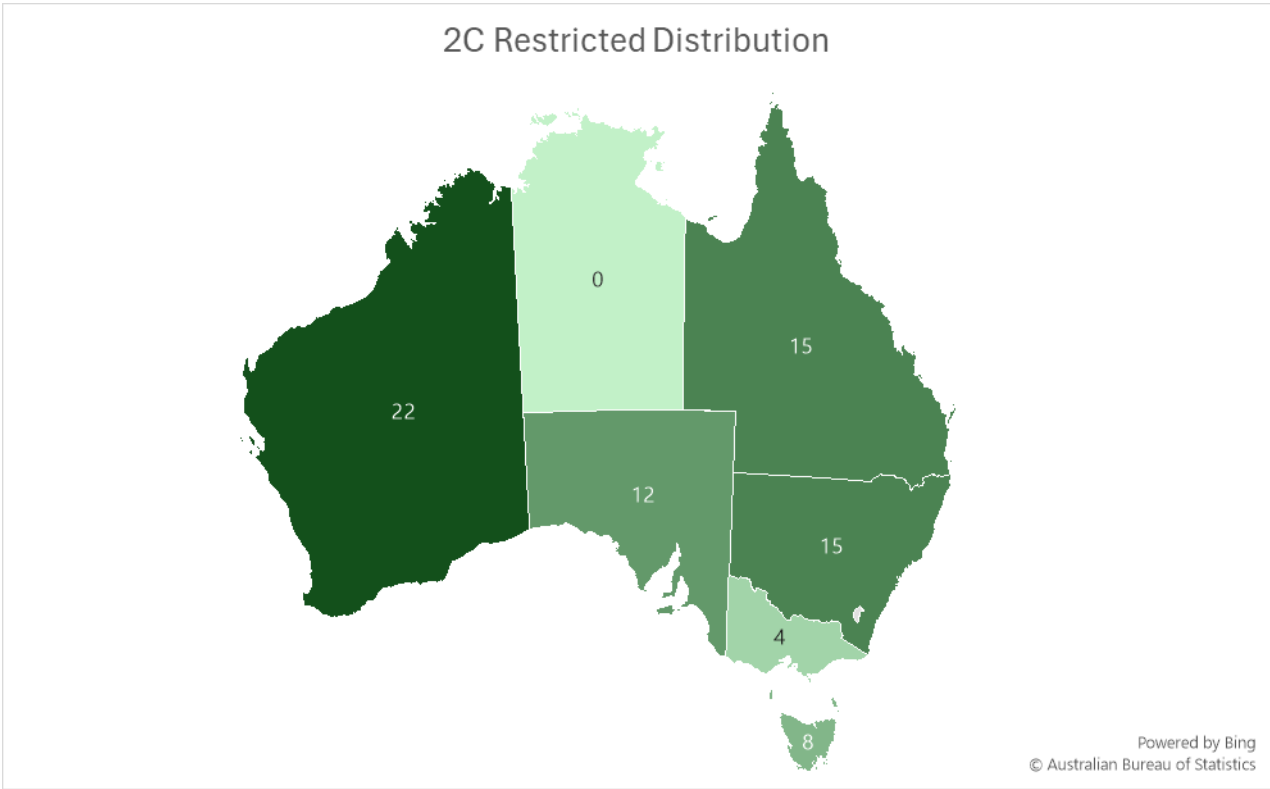 2C Restricted Distribution
0
15
22
12
15
4
8
Powered by Bing
© Australian Bureau of Statistics